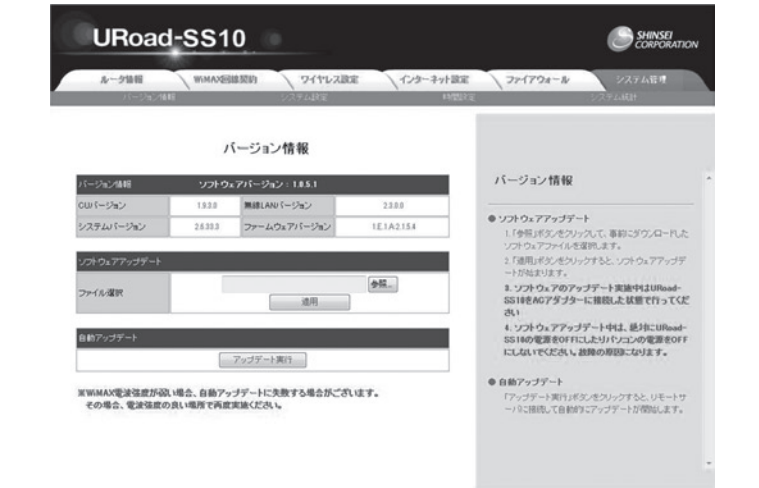 URoad-SS10
SHINSEI
CORPORATION
ルータ情報
WiMAX回線契約
ワイヤレス設定
インターネット設定
ファイアウォール
システム管理
バージョン情報
システム設定
時間設定
システム統計
バージョン情報
バージョン情報 ソフトウェアバージョン : 1.8.5.1
CUバージョン 1.9.3.0 無線LANバージョン 2.3.0.0
システムバージョン 2.6.33.3 ファームウェアバージョン 1.E.1.A2.15.4
ソフトウェアアップデート
ファイル選択
参照...
適用
自動アップデート
アップデート実行
※WiMAX電波強度が弱い場合、自動アップデートに失敗する場合がございます。
その場合、電波強度の良い場所で再度実施ください。
バージョン情報
ソフトウェアアップデート
1.「参照」ボタンをクリックして、事前にダウンロードした
ソフトウェアファイルを選択します。
2.「適用」ボタンをクリックすると、ソフトウェアアップデ
ートが始まります。
3. ソフトウェアのアップデート実施中はURoad-
SS10をACアダプターに接続した状態で行ってくだ
さい
4. ソフトウェアアップデート中は、絶対にURoad-
SS10の電源をOFFにしたりパソコンの電源をOFF
にしないでください。故障の原因になります。
自動アップデート
「アップデート実行」ボタンをクリックすると、リモートサ
ーバに接続して自動的にアップデートが開始します。